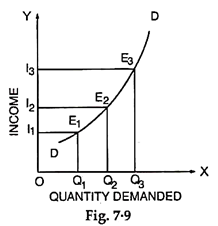 Y
D
I3
E3
I2
E2
I1
E1
D
INCOME
O
Q1
Q2
Q3
X
QUANTITY DEMANDED
Fig. 7·9